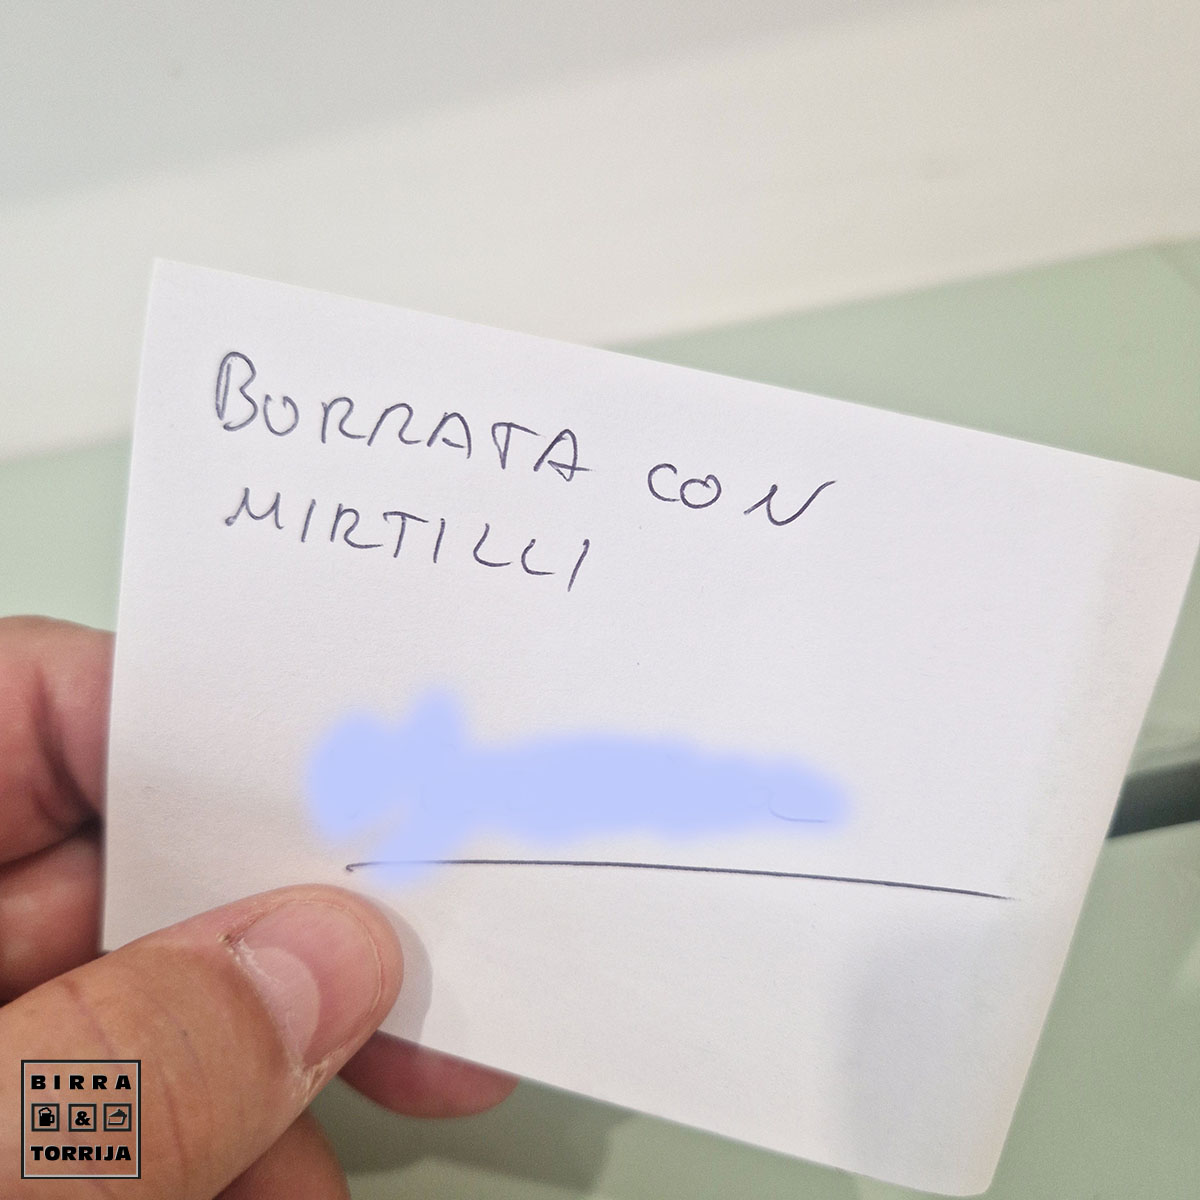 BURRATA CON
MIRTILLI
BIRRA
&
TORRIJA